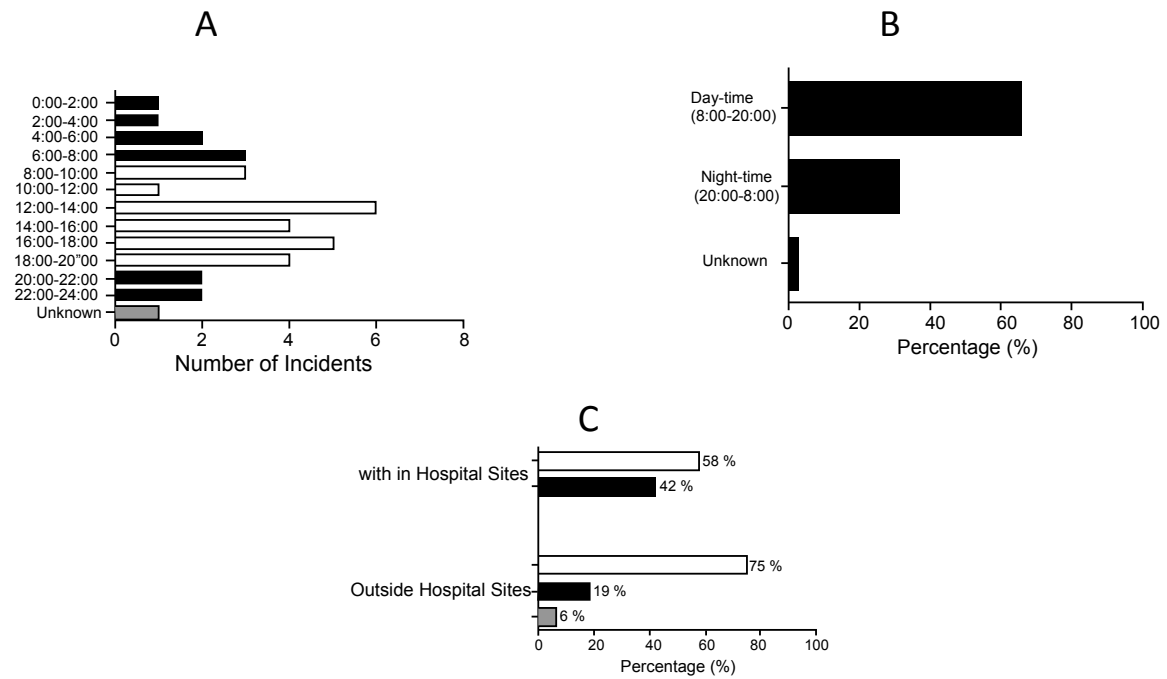 A
0:00-2:00
2:00-4:00
4:00-6:00
6:00-8:00
8:00-10:00
10:00-12:00
12:00-14:00
14:00-16:00
16:00-18:00
18:00-20"00
20:00-22:00
22:00-24:00
Unknown
0 2 4 6 8
Number of Incidents
B
Day-time
(8:00-20:00)
Night-time
(20:00-8:00)
Unknown
0 20 40 60 80 100
Percentage (%)
C
with in Hospital Sites
58 %
42 %
Outside Hospital Sites
75 %
19 %
6 %
0 20 40 60 80 100
Percentage (%)